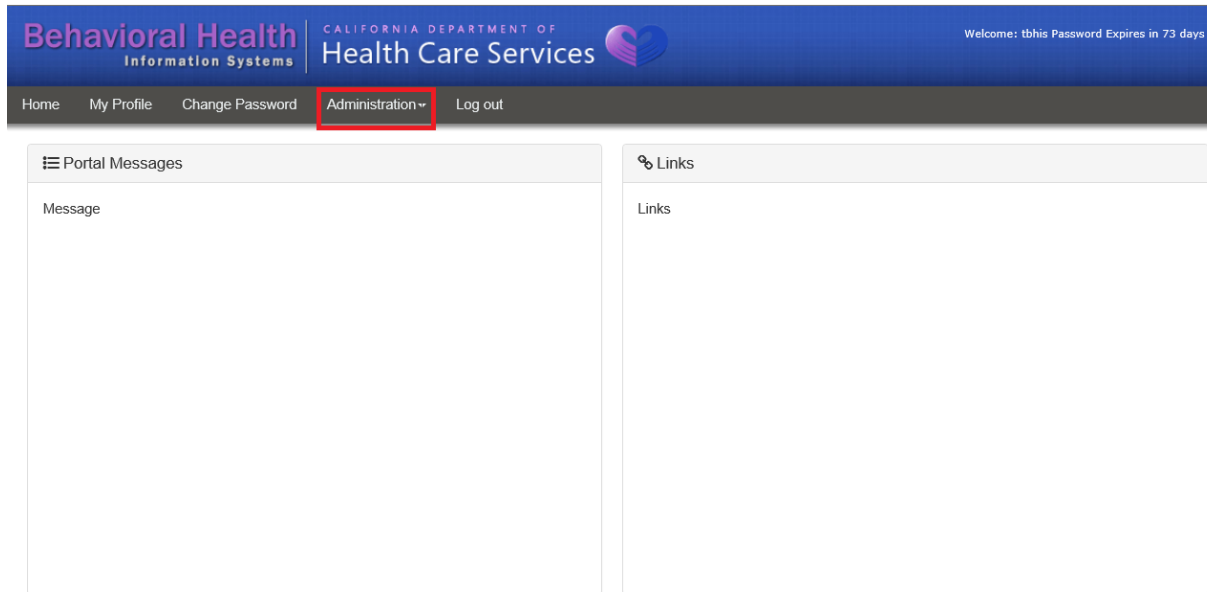 Behavioral Health
Information Systems
CALIFORNIA DEPARTMENT OF
Health Care Services
Welcome: tbhis Password Expires in 73 days
Home My Profile Change Password Administration Log out
Portal Messages
Message
Links
Links